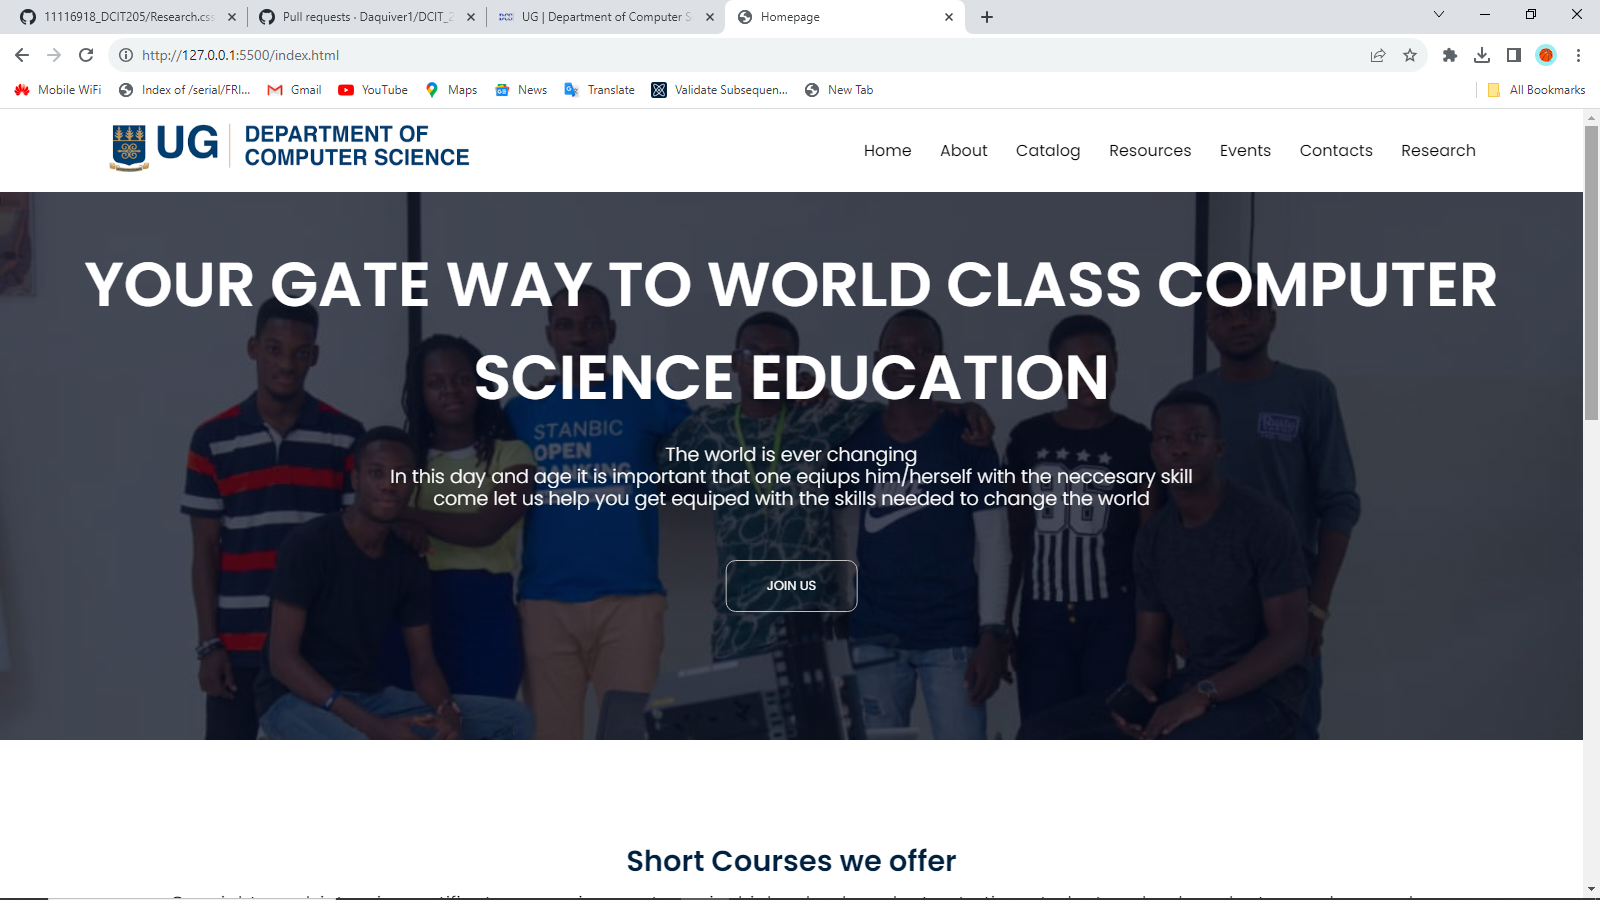 11116918_DCIT205/Research.css
Pull requests · Daquiver1/DCIT_2
UG | Department of Computer S
Homepage
http://127.0.0.1:5500/index.html
Mobile WiFi
Index of /serial/FRI...
Gmail
YouTube
Maps
News
Translate
Validate Subsequen...
New Tab
All Bookmarks
UG
DEPARTMENT OF
COMPUTER SCIENCE
Home
About
Catalog
Resources
Events
Contacts
Research
YOUR GATE WAY TO WORLD CLASS COMPUTER
SCIENCE EDUCATION
STANBIC
OPEN
The world is ever changing
In this day and age it is important that one eqiups him/herself with the neccesary skill
come let us help you get equiped with the skills needed to change the world
JOIN US
Short Courses we offer